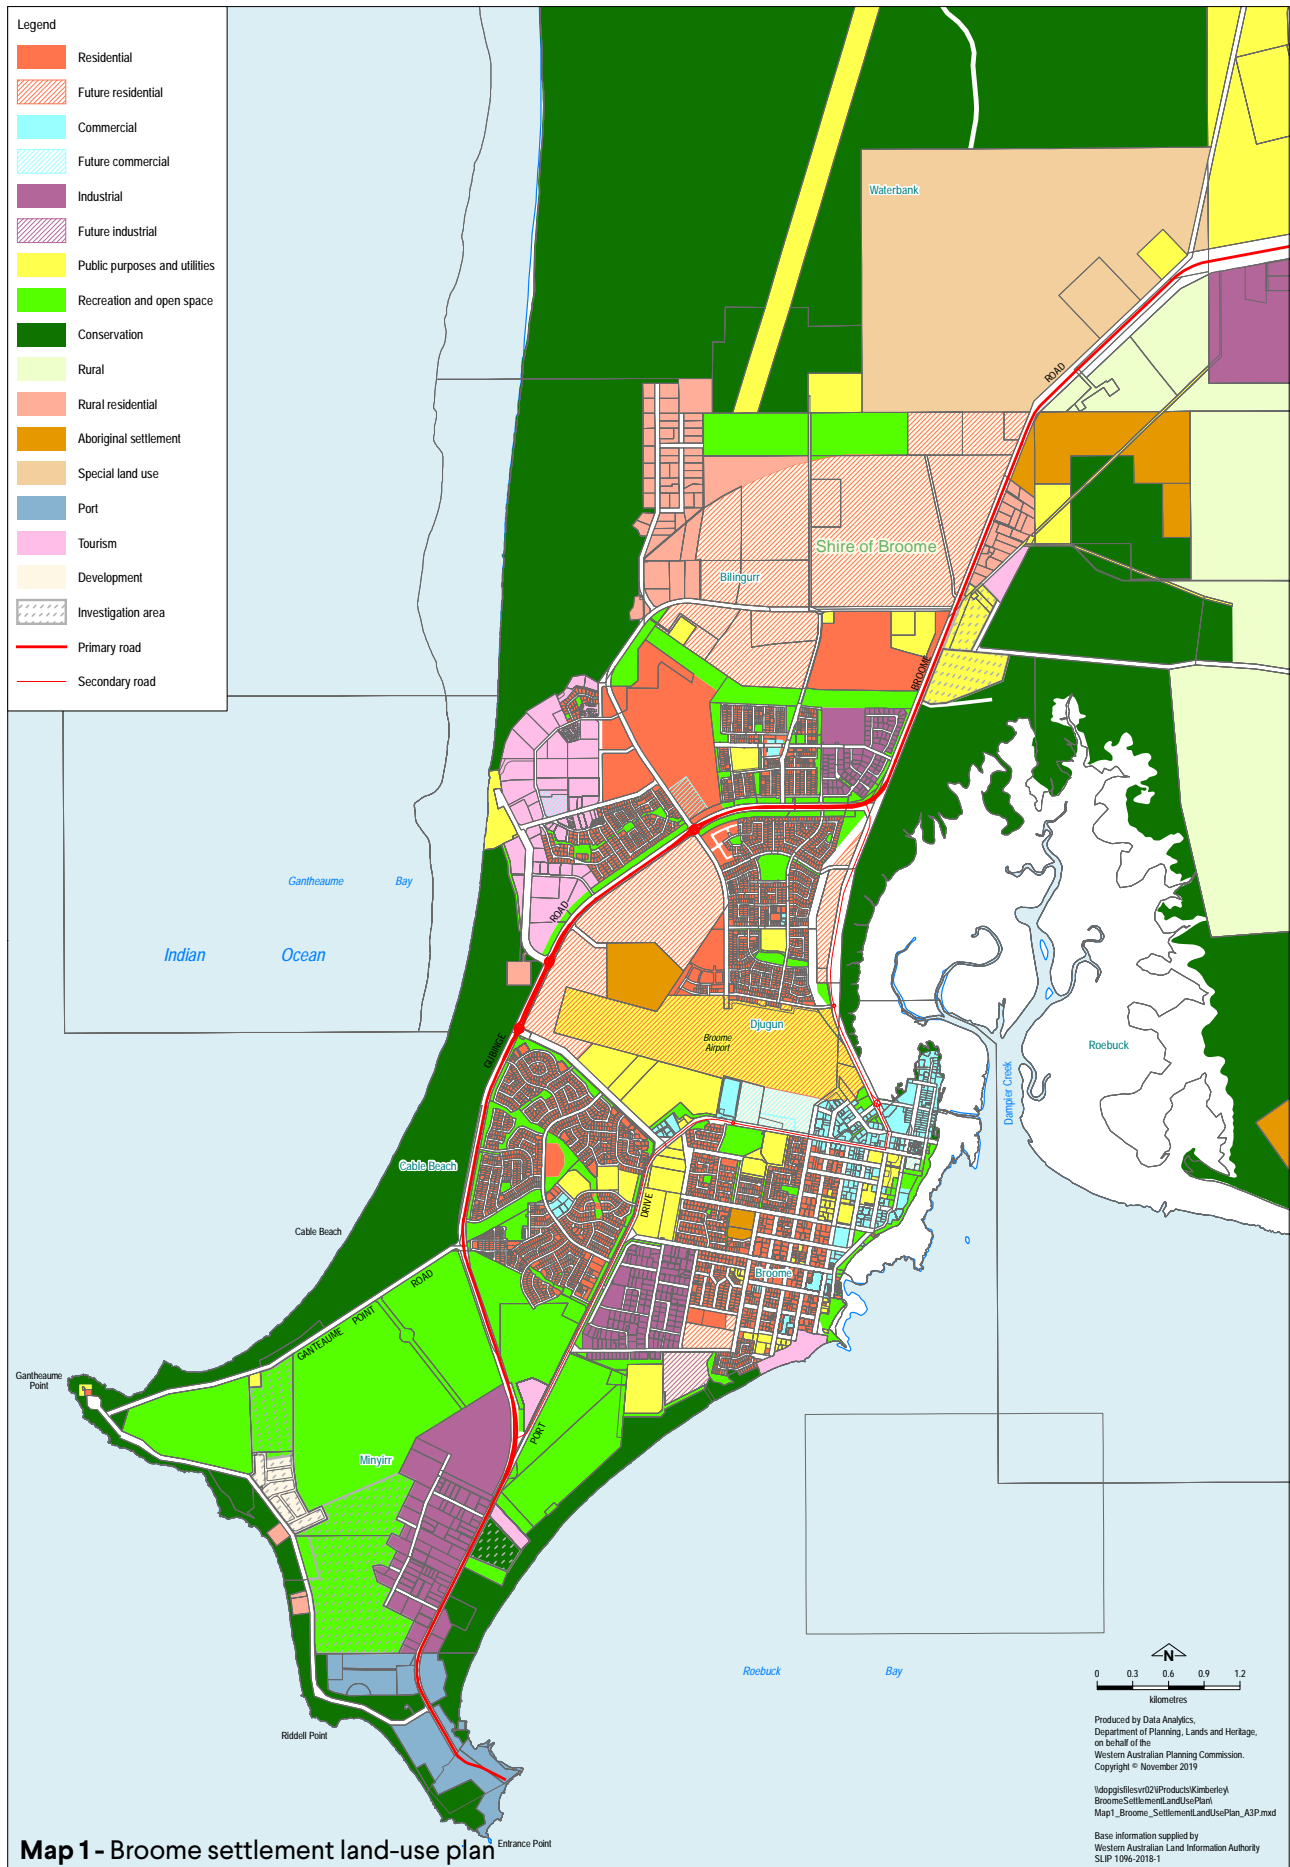 Legend
Residential
Future residential
Commercial
Future commercial
Industrial
Future industrial
Public purposes and utilities
Recreation and open space
Conservation
Rural
Rural residential
Aboriginal settlement
Special land use
Port
Tourism
Development
Investigation area
Primary road
Secondary road
Waterbank
ROAD
Shire of Broome
Bilingurr
BROOME
Gantheaume Bay
ROAD
Indian Ocean
Djugun
Broome
Airport
GUBINGE
Roebuck
Dampier Creek
Cable Beach
DRIVE
Cable Beach
Broome
ROAD
POINT
GANTEAUME
Gantheaume
Point
PORT
Minyirr
Roebuck Bay
Riddell Point
Entrance Point
N
0 0.3 0.6 0.9 1.2
kilometres
Produced by Data Analytics,
Department of Planning, Lands and Heritage,
on behalf of the
Western Australian Planning Commission.
Copyright © November 2019
\\dopgisfilesvr02\iProducts\Kimberley\
BroomeSettlementLandUsePlan\
Map1_Broome_SettlementLandUsePlan_A3P.mxd
Base information supplied by
Western Australian Land Information Authority
SLIP 1096-2018-1
Map 1 - Broome settlement land-use plan